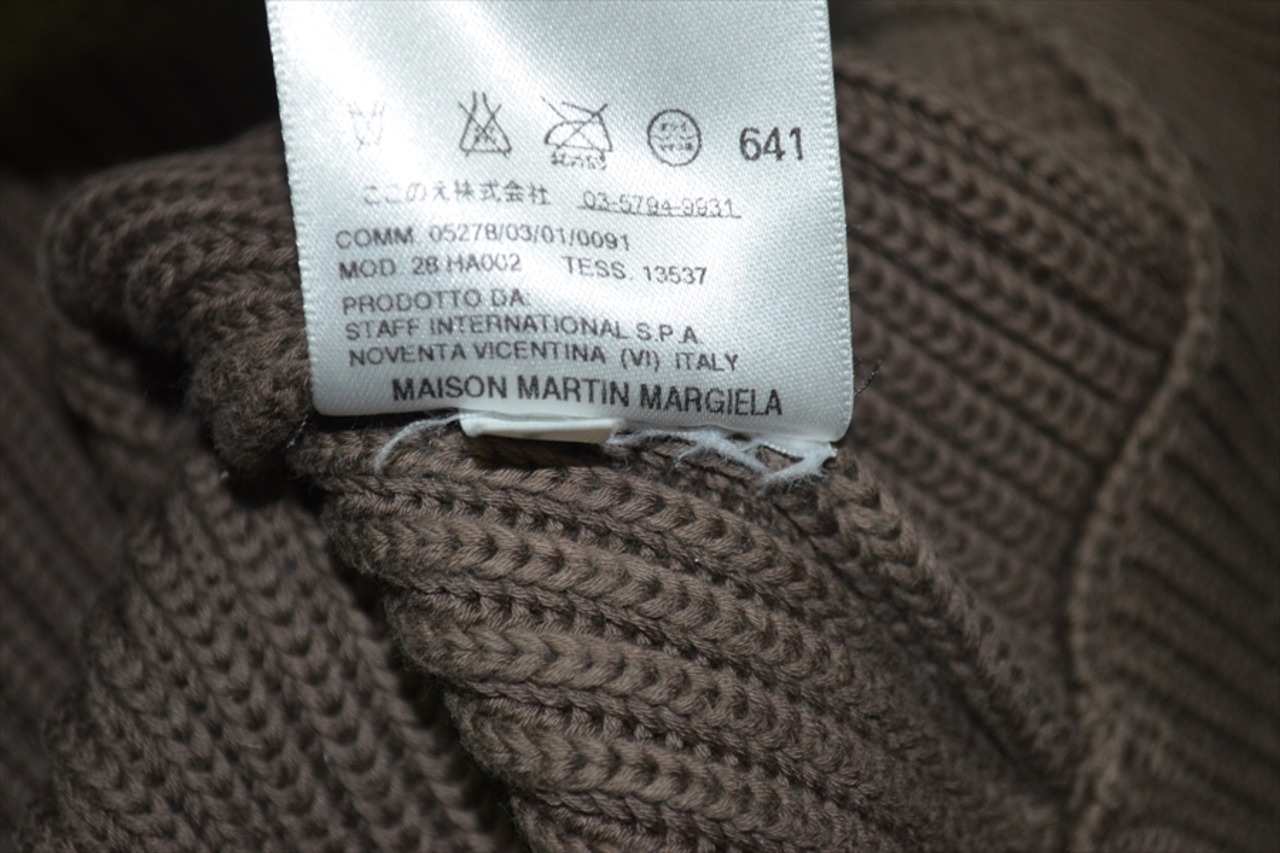 641
ここのえ株式会社 03-5794-9931
COMM. 05278/03/01/0091
MOD. 28 HA002 TESS. 13537
PRODOTTO DA:
STAFF INTERNATIONAL S.P.A.
NOVENTA VICENTINA (VI) ITALY
MAISON MARTIN MARGIELA